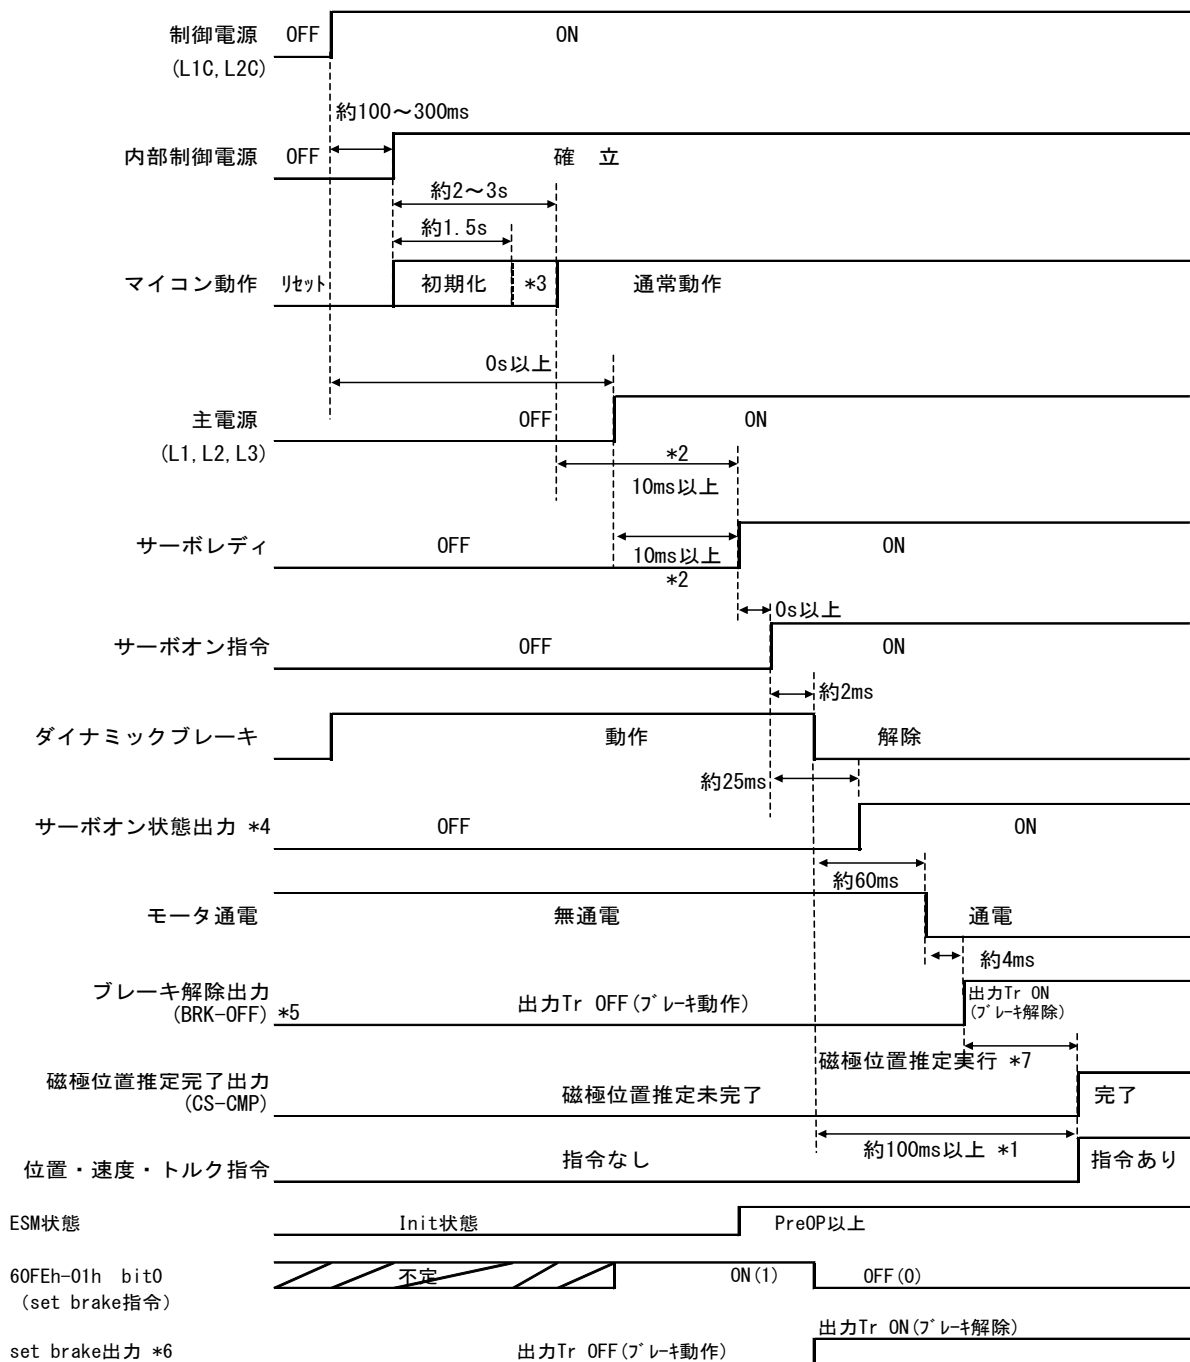 制御電源 OFF ON
(L1C,L2C)
約100～300ms
内部制御電源 OFF 確 立
約2～3s
約1.5s
マイコン動作 ﾘｾｯﾄ 初期化 *3 通常動作
0s以上
主電源 OFF ON
(L1,L2,L3)
*2
10ms以上
サーボレディ OFF 10ms以上 ON
*2
0s以上
サーボオン指令 OFF ON
約2ms
ダイナミックブレーキ 動作 解除
約25ms
サーボオン状態出力 *4 OFF ON
約60ms
モータ通電 無通電 通電
約4ms
ブレーキ解除出力 出力Tr OFF(ﾌﾞﾚｰｷ動作) 出力Tr ON
(BRK-OFF) *5 (ﾌﾞﾚｰｷ解除)
磁極位置推定実行 *7
磁極位置推定完了出力 磁極位置推定未完了 完了
(CS-CMP)
約100ms以上 *1
位置・速度・トルク指令 指令なし 指令あり
ESM状態 Init状態 PreOP以上
60FEh-01h bit0 不定 ON(1) OFF(0)
(set brake指令)
出力Tr ON(ﾌﾞﾚｰｷ解除)
set brake出力 *6 出力Tr OFF(ﾌﾞﾚｰｷ動作)